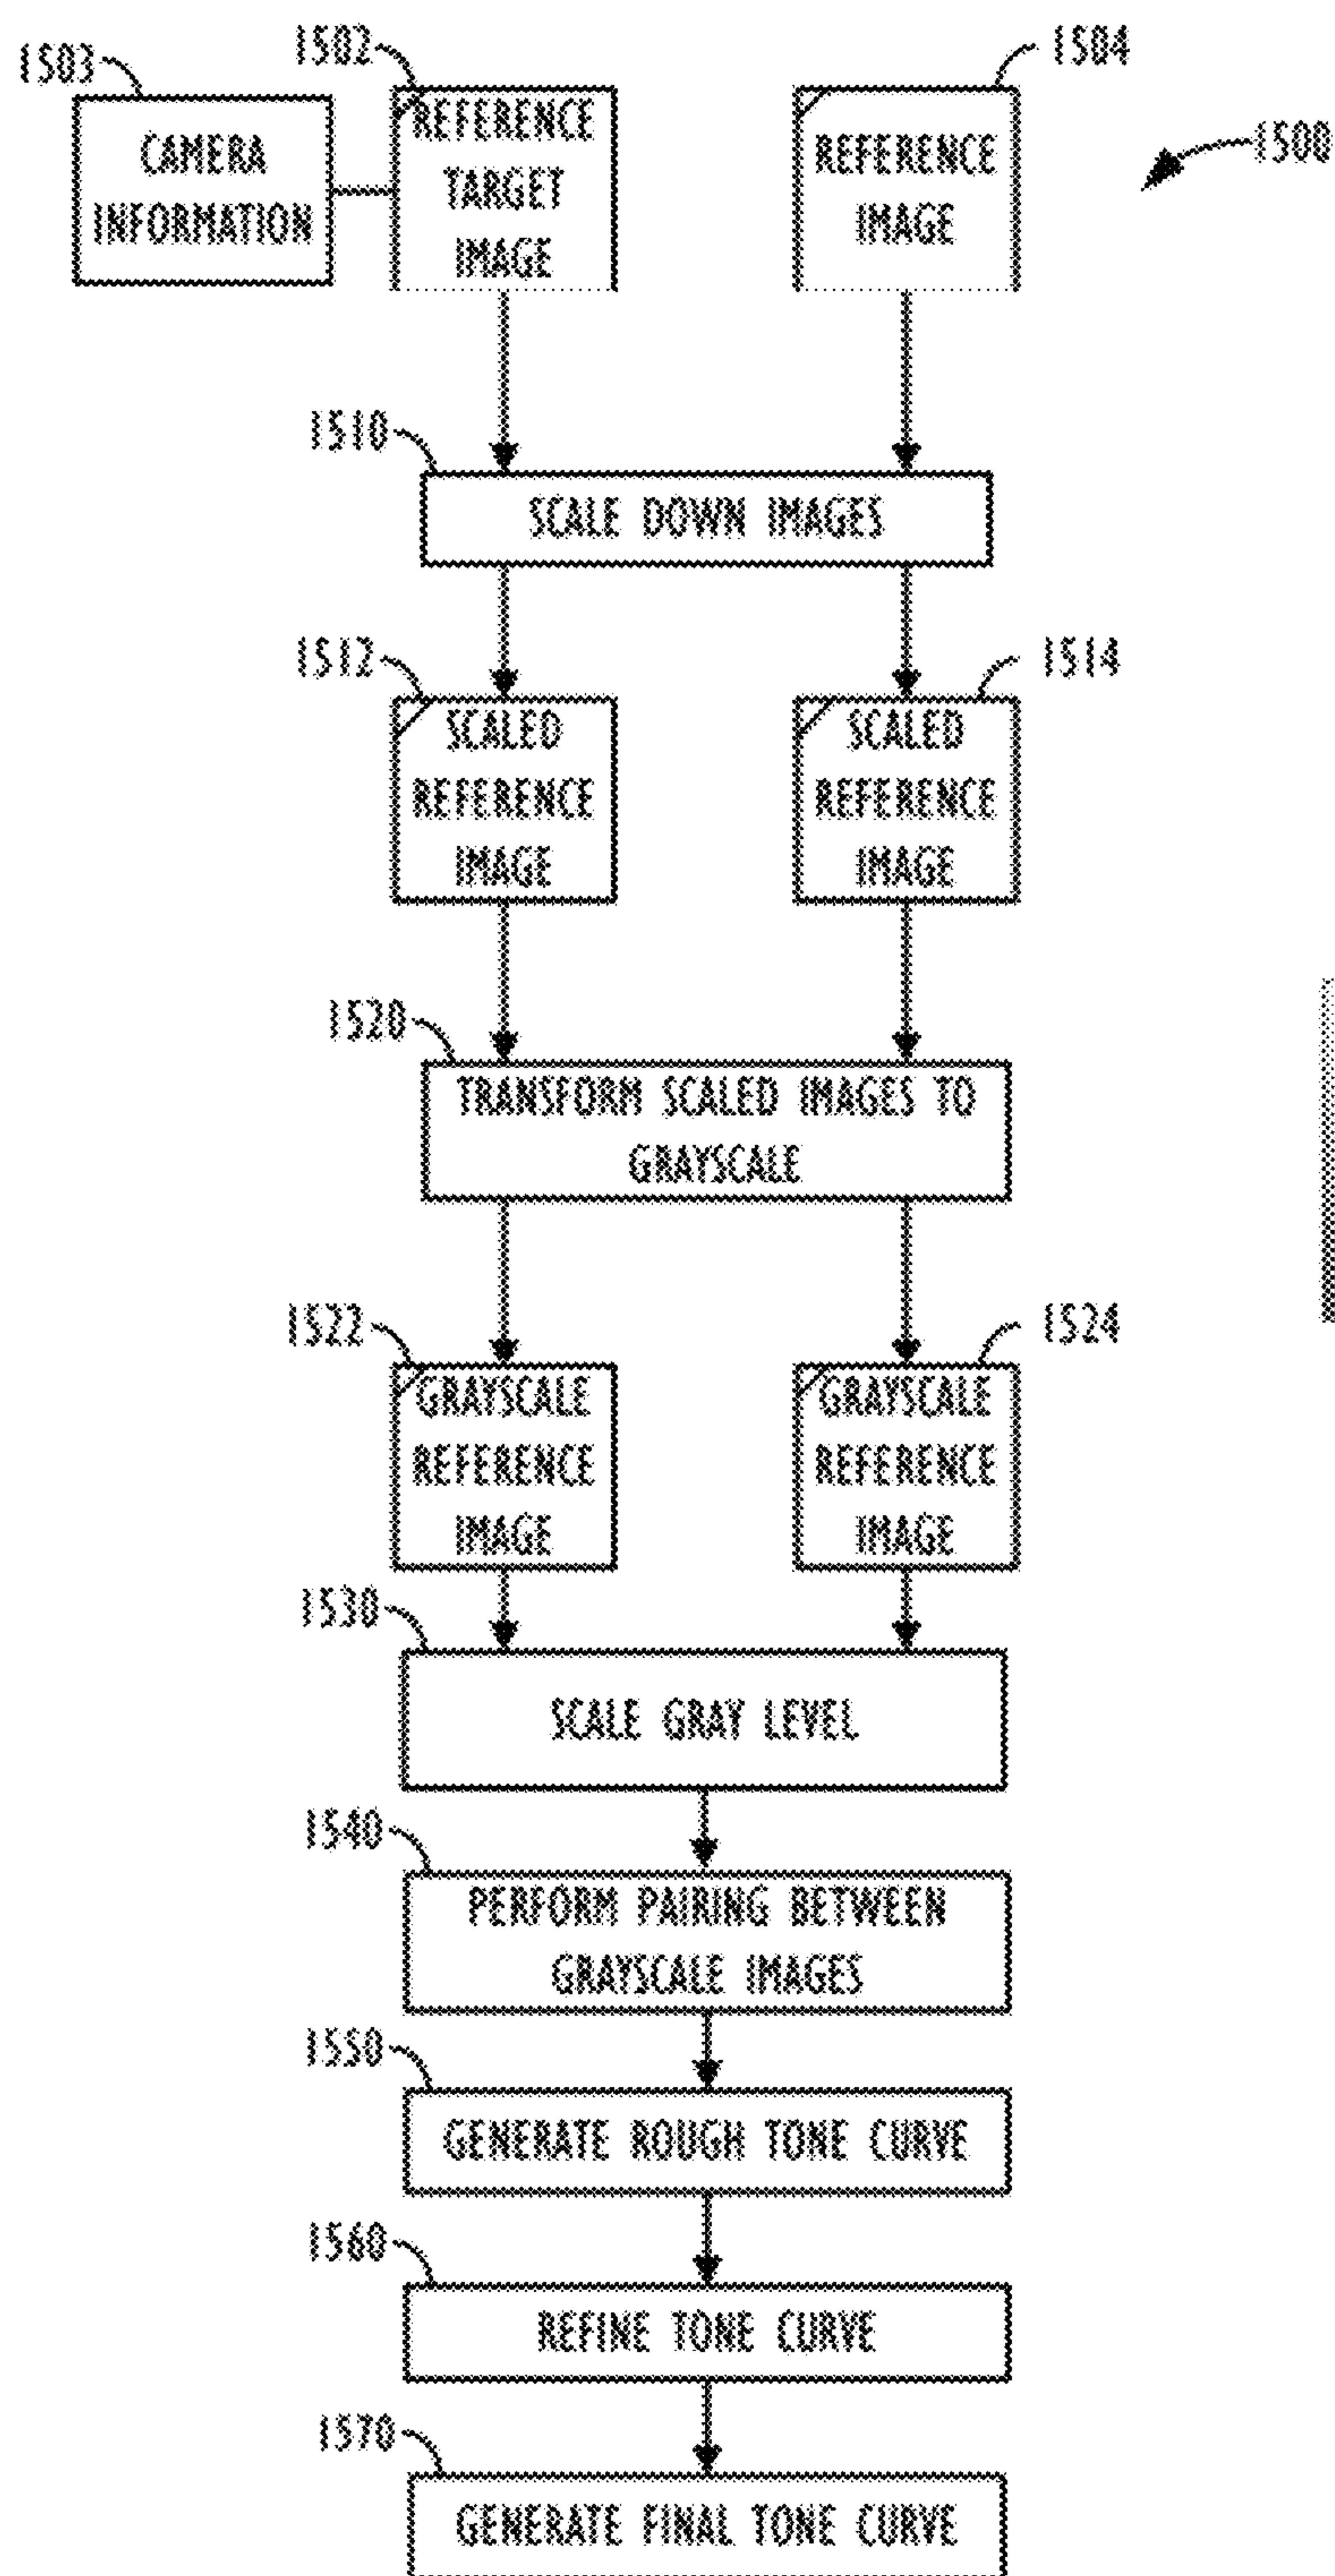 1503
1502
1504
1500
CAMERA
INFORMATION
REFERENCE
TARGET
IMAGE
REFERENCE
IMAGE
1510
SCALE DOWN IMAGES
1512
1514
SCALED
REFERENCE
IMAGE
SCALED
REFERENCE
IMAGE
1520
TRANSFORM SCALED IMAGES TO
GRAYSCALE
1522
1524
GRAYSCALE
REFERENCE
IMAGE
GRAYSCALE
REFERENCE
IMAGE
1530
SCALE GRAY LEVEL
1540
PERFORM PAIRING BETWEEN
GRAYSCALE IMAGES
1550
GENERATE ROUGH TONE CURVE
1560
REFINE TONE CURVE
1570
GENERATE FINAL TONE CURVE